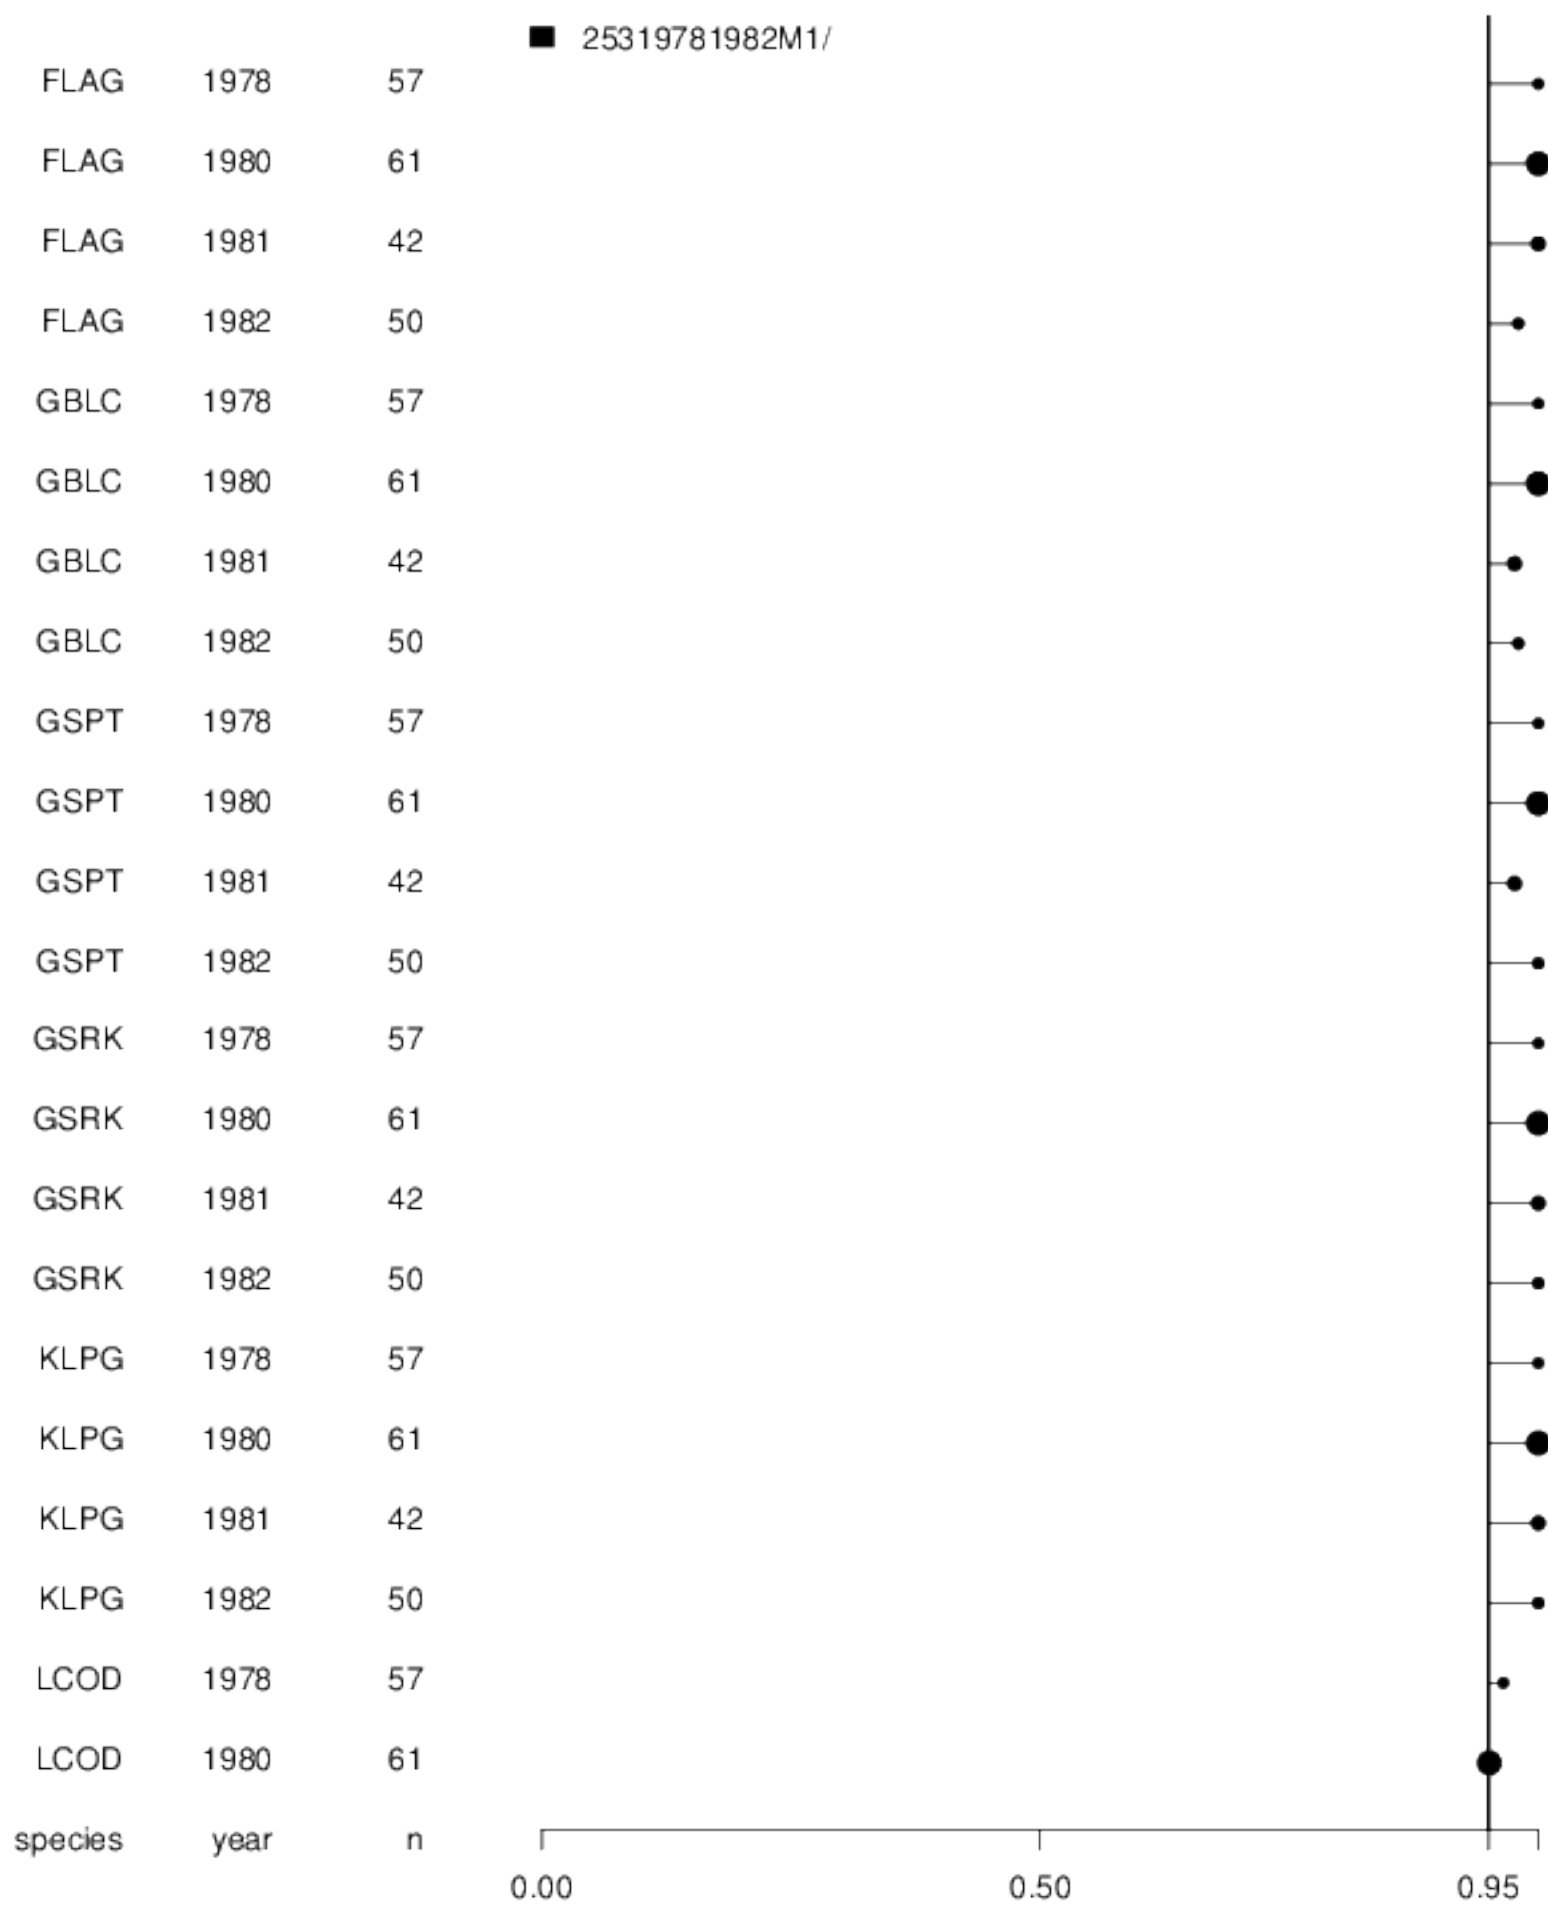 25319781982M1/
FLAG 1978 57
FLAG 1980 61
FLAG 1981 42
FLAG 1982 50
GBLC 1978 57
GBLC 1980 61
GBLC 1981 42
GBLC 1982 50
GSPT 1978 57
GSPT 1980 61
GSPT 1981 42
GSPT 1982 50
GSRK 1978 57
GSRK 1980 61
GSRK 1981 42
GSRK 1982 50
KLPG 1978 57
KLPG 1980 61
KLPG 1981 42
KLPG 1982 50
LCOD 1978 57
LCOD 1980 61
species year n
0.00 0.50 0.95